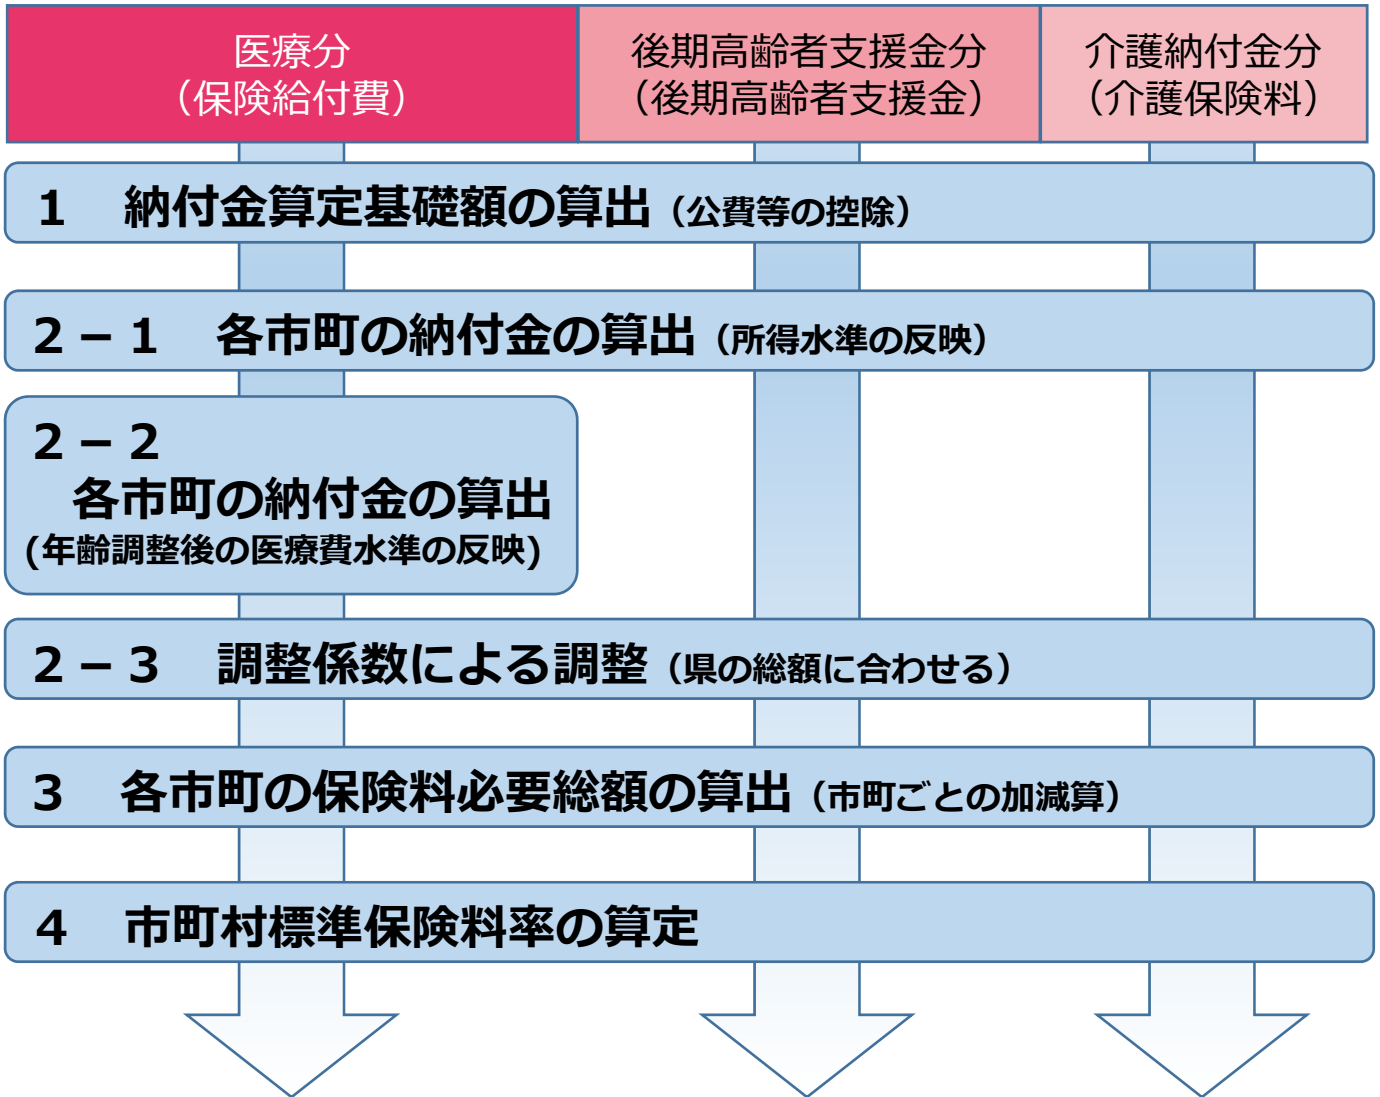 医療分
（保険給付費）
後期高齢者支援金分
（後期高齢者支援金）
介護納付金分
（介護保険料）
１　納付金算定基礎額の算出（公費等の控除）
２－１　各市町の納付金の算出（所得水準の反映）
２－２
各市町の納付金の算出
(年齢調整後の医療費水準の反映)
２－３　調整係数による調整（県の総額に合わせる）
３　各市町の保険料必要総額の算出（市町ごとの加減算）
４　市町村標準保険料率の算定